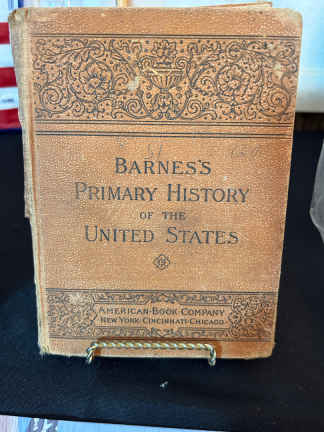 BARNES'S
PRIMARY HISTORY
OF THE
UNITED STATES
AMERICAN·BOOK·COMPANY
NEW YORK·CINCINNATI·CHICAGO